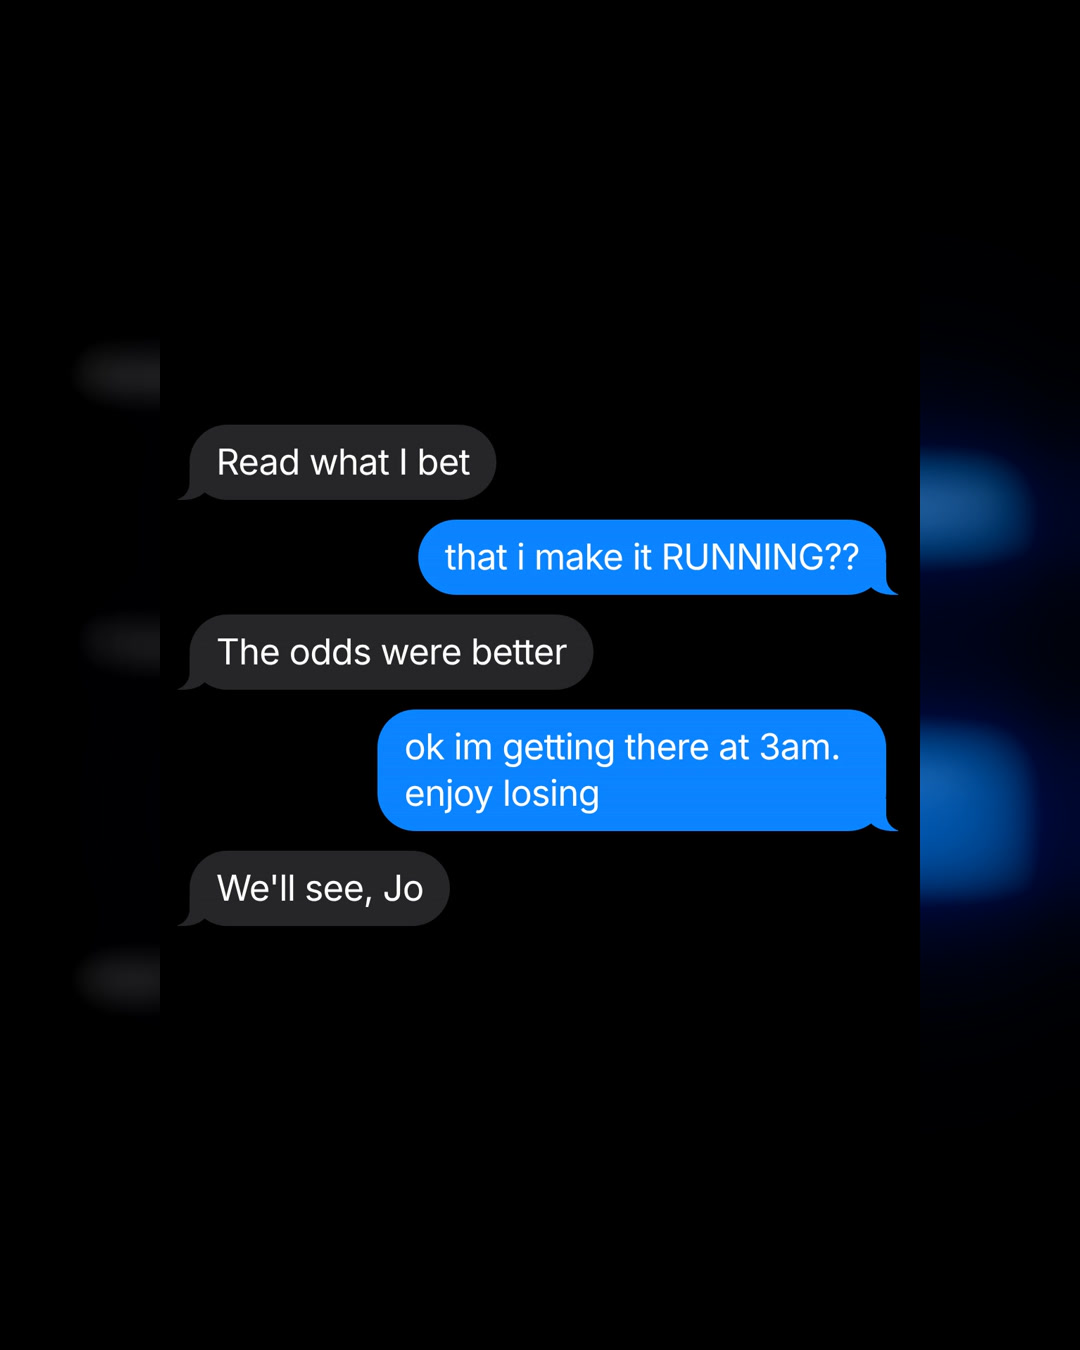 Read what I bet
that i make it RUNNING??
The odds were better
ok im getting there at 3am.
enjoy losing
We'll see, Jo